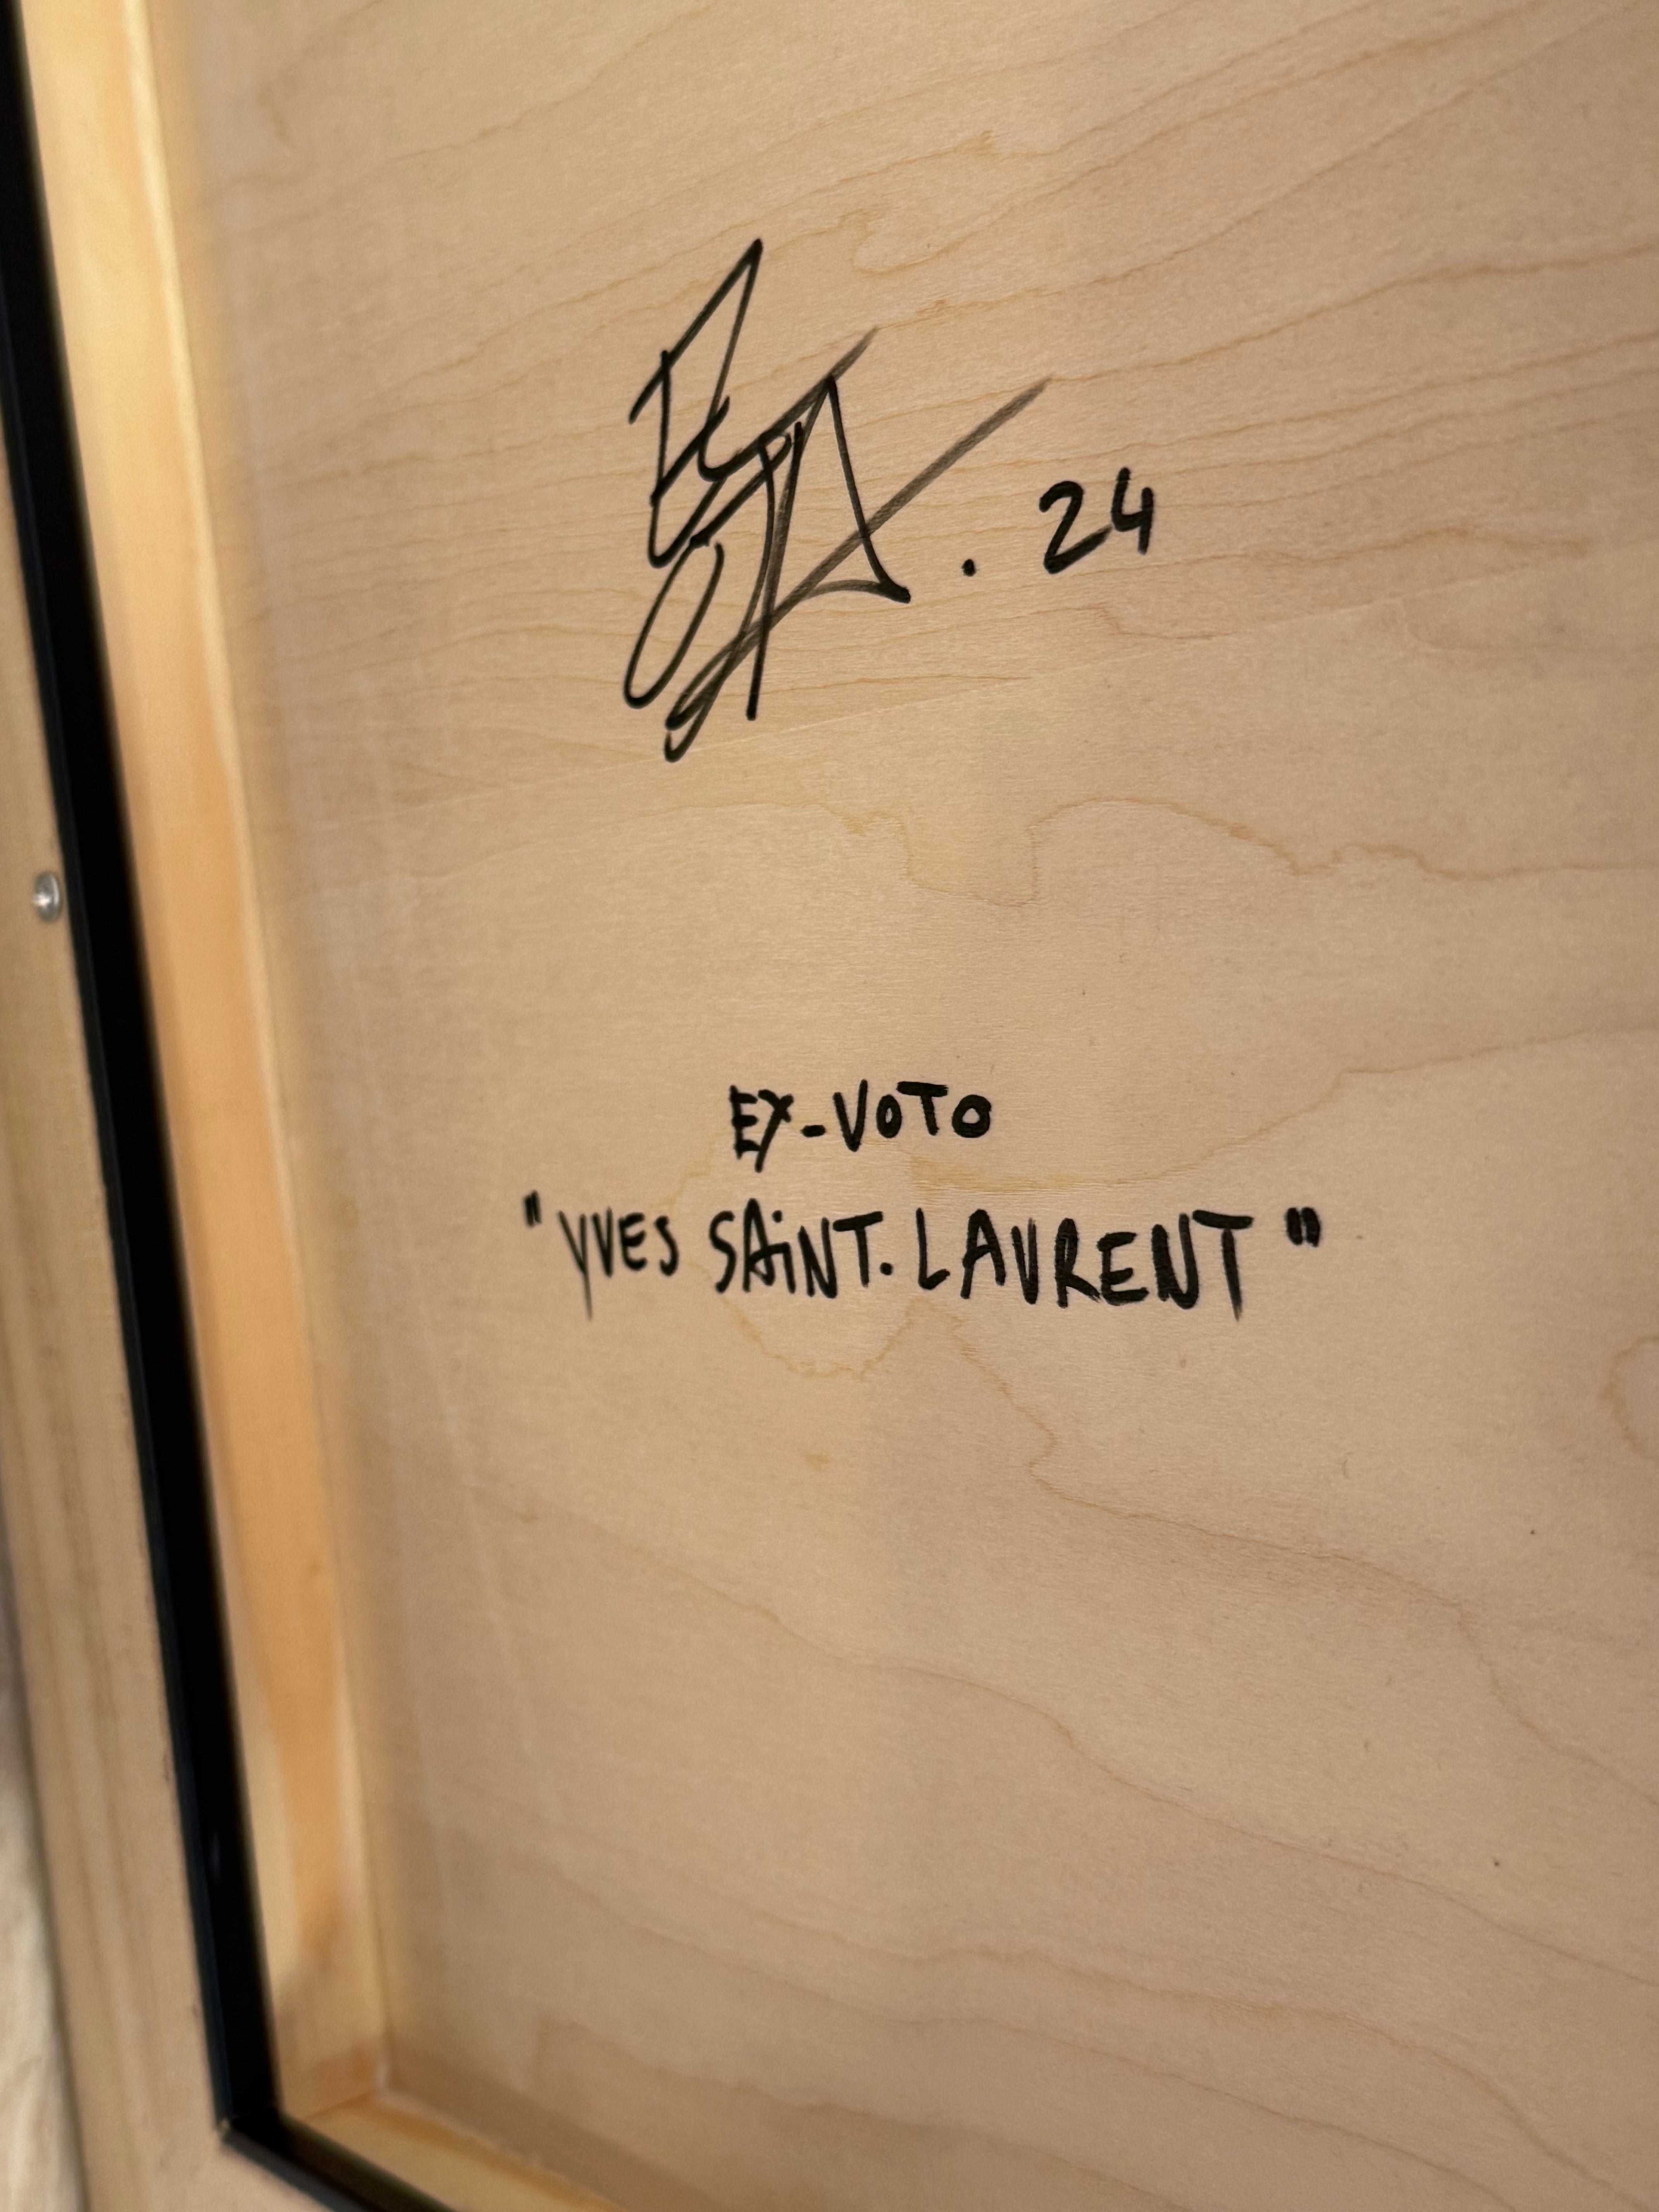 . 24
EX-VOTO
"YVES SAiNT. LAURENT"